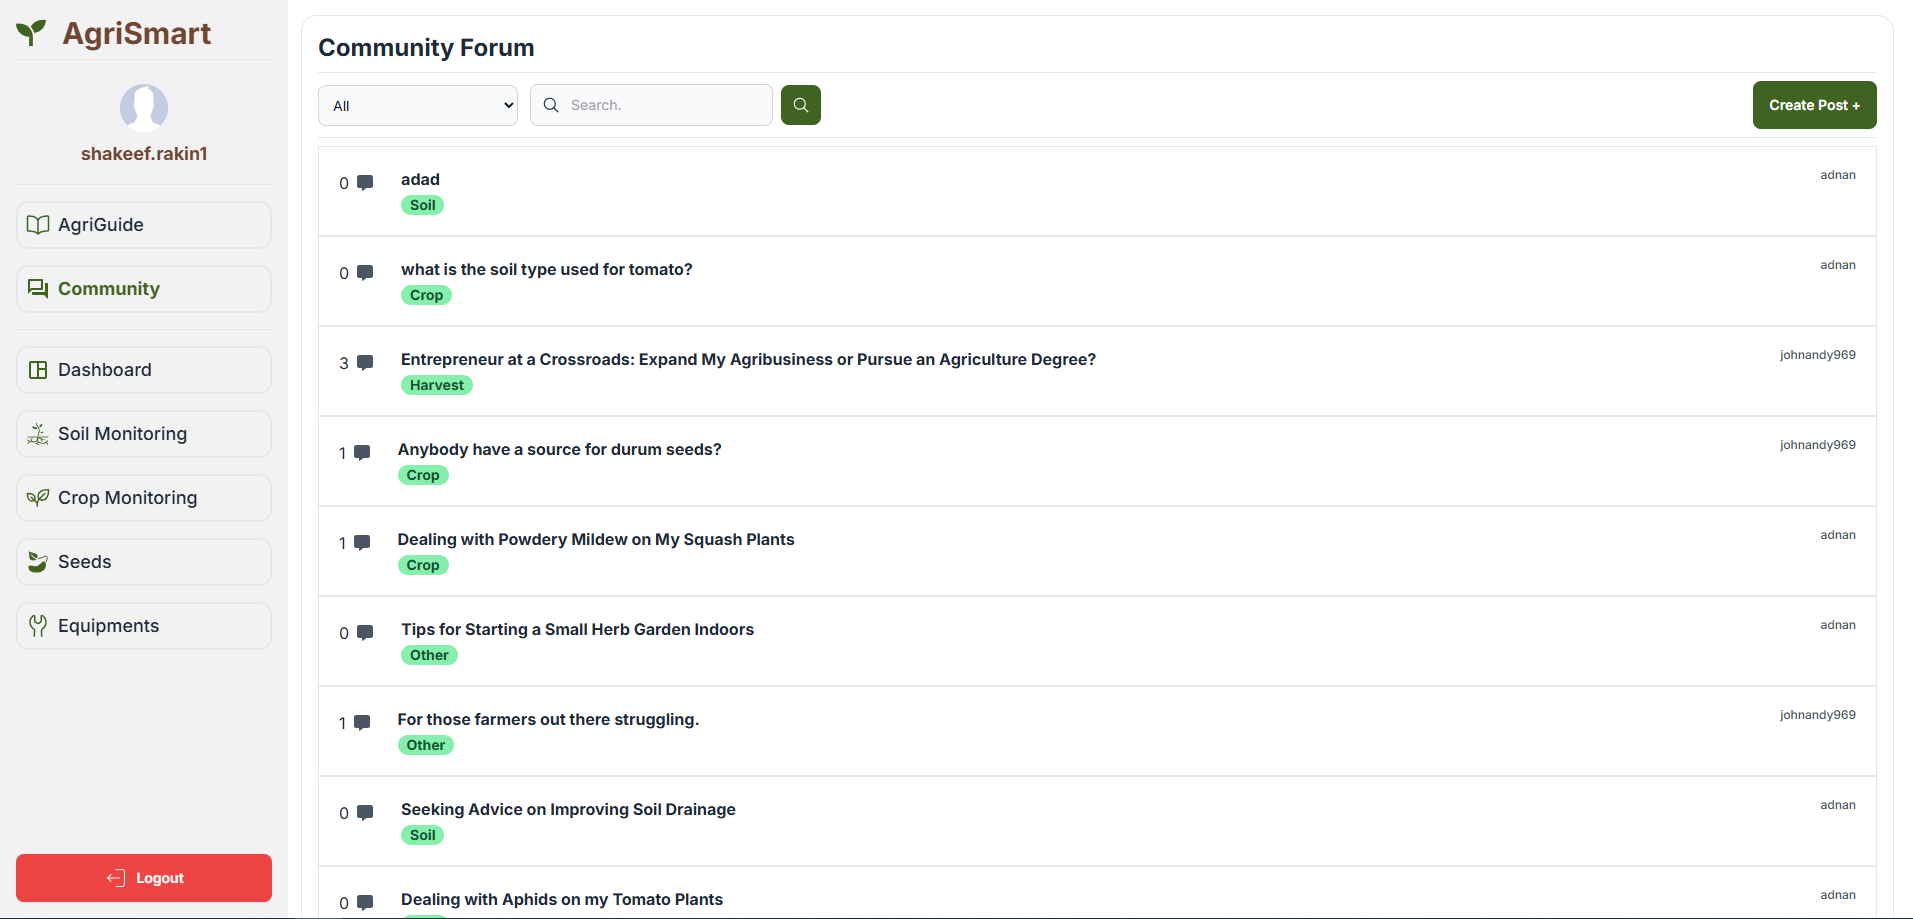 AgriSmart
shakeef.rakin1
AgriGuide
Community
Dashboard
Soil Monitoring
Crop Monitoring
Seeds
Equipments
Logout
Community Forum
All
Search.
Create Post +
0 adad adnan
Soil
0 what is the soil type used for tomato? adnan
Crop
3 Entrepreneur at a Crossroads: Expand My Agribusiness or Pursue an Agriculture Degree? johnandy969
Harvest
1 Anybody have a source for durum seeds? johnandy969
Crop
1 Dealing with Powdery Mildew on My Squash Plants adnan
Crop
0 Tips for Starting a Small Herb Garden Indoors adnan
Other
1 For those farmers out there struggling. johnandy969
Other
0 Seeking Advice on Improving Soil Drainage adnan
Soil
0 Dealing with Aphids on my Tomato Plants adnan